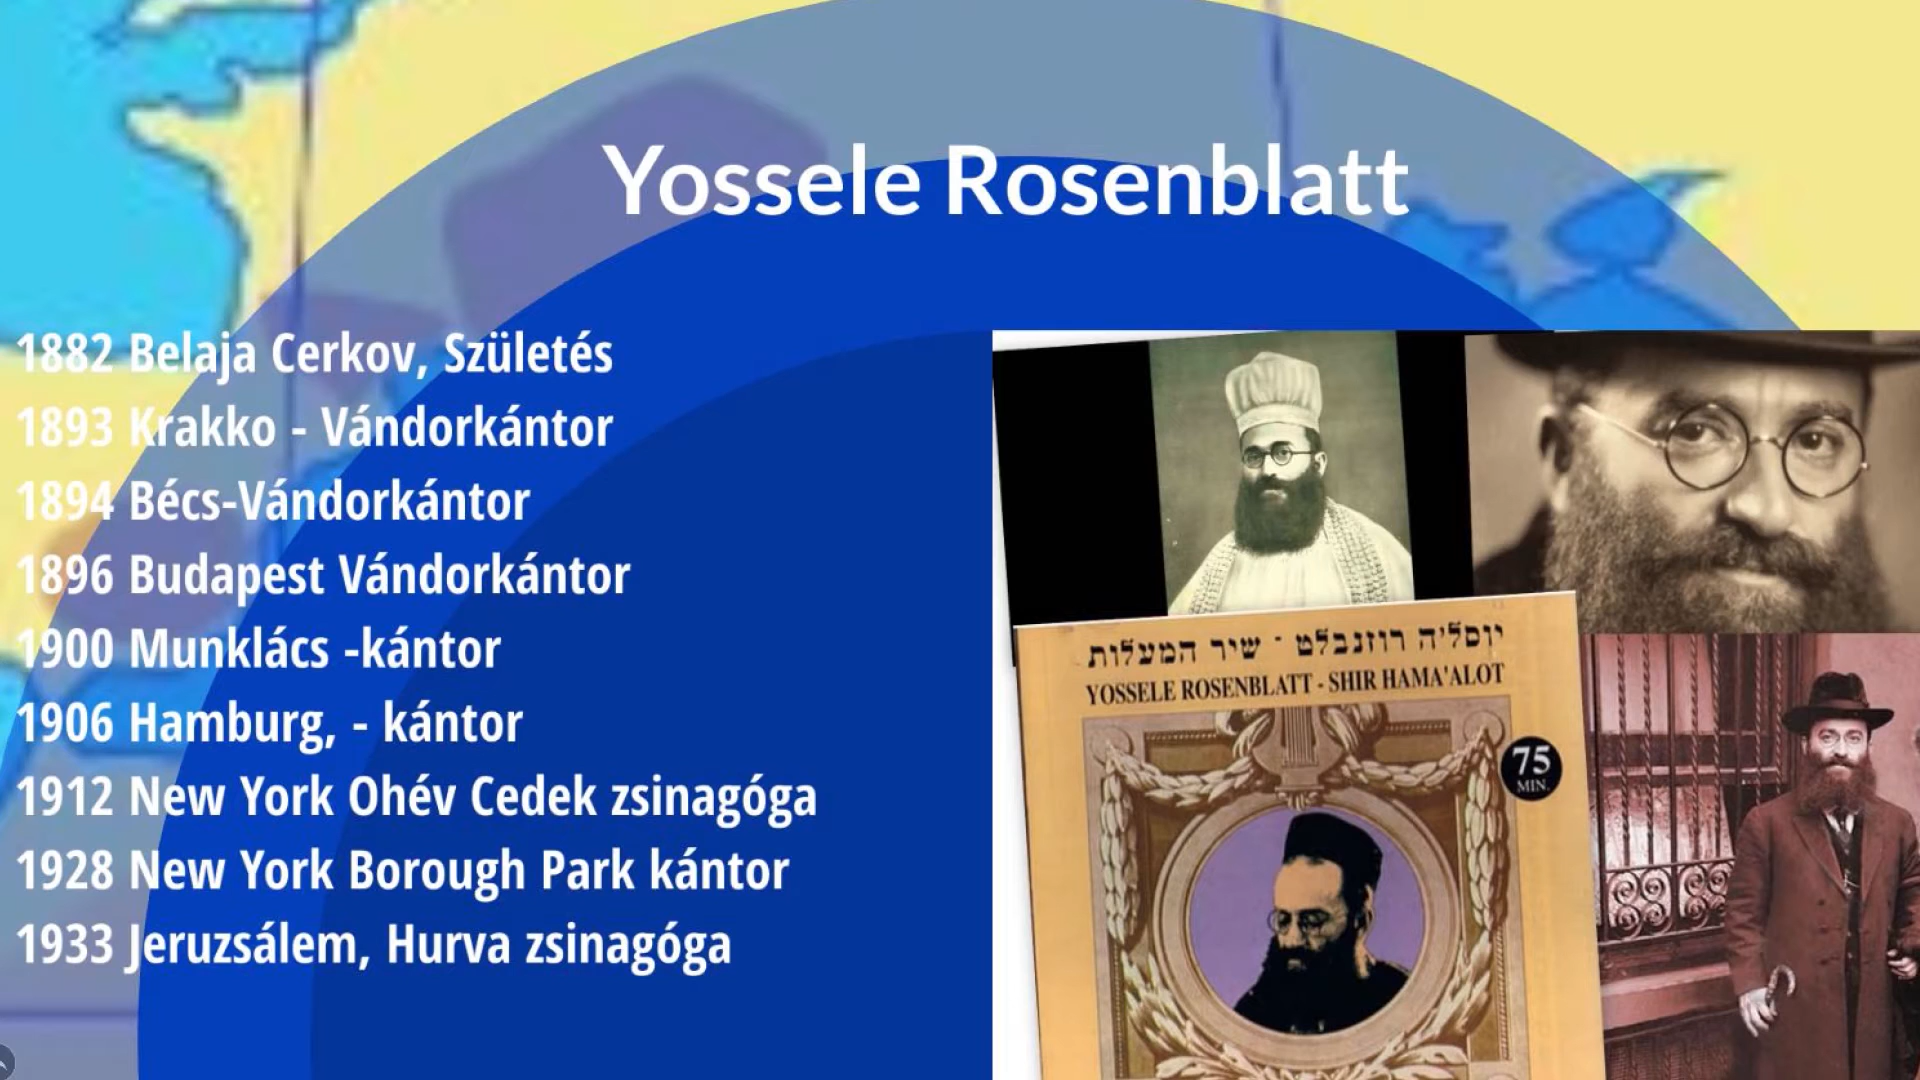 Yossele Rosenblatt
1882 Belaja Cerkov, Születés
1893 Krakko - Vándorkántor
1894 Bécs-Vándorkántor
1896 Budapest Vándorkántor
1900 Munklács -kántor
1906 Hamburg, - kántor
1912 New York Ohév Cedek zsinagóga
1928 New York Borough Park kántor
1933 Jeruzsálem, Hurva zsinagóga
יוסל׳ה רוזנבלט - שיר המעלות
YOSSELE ROSENBLATT - SHIR HAMA'ALOT
75
MIN.